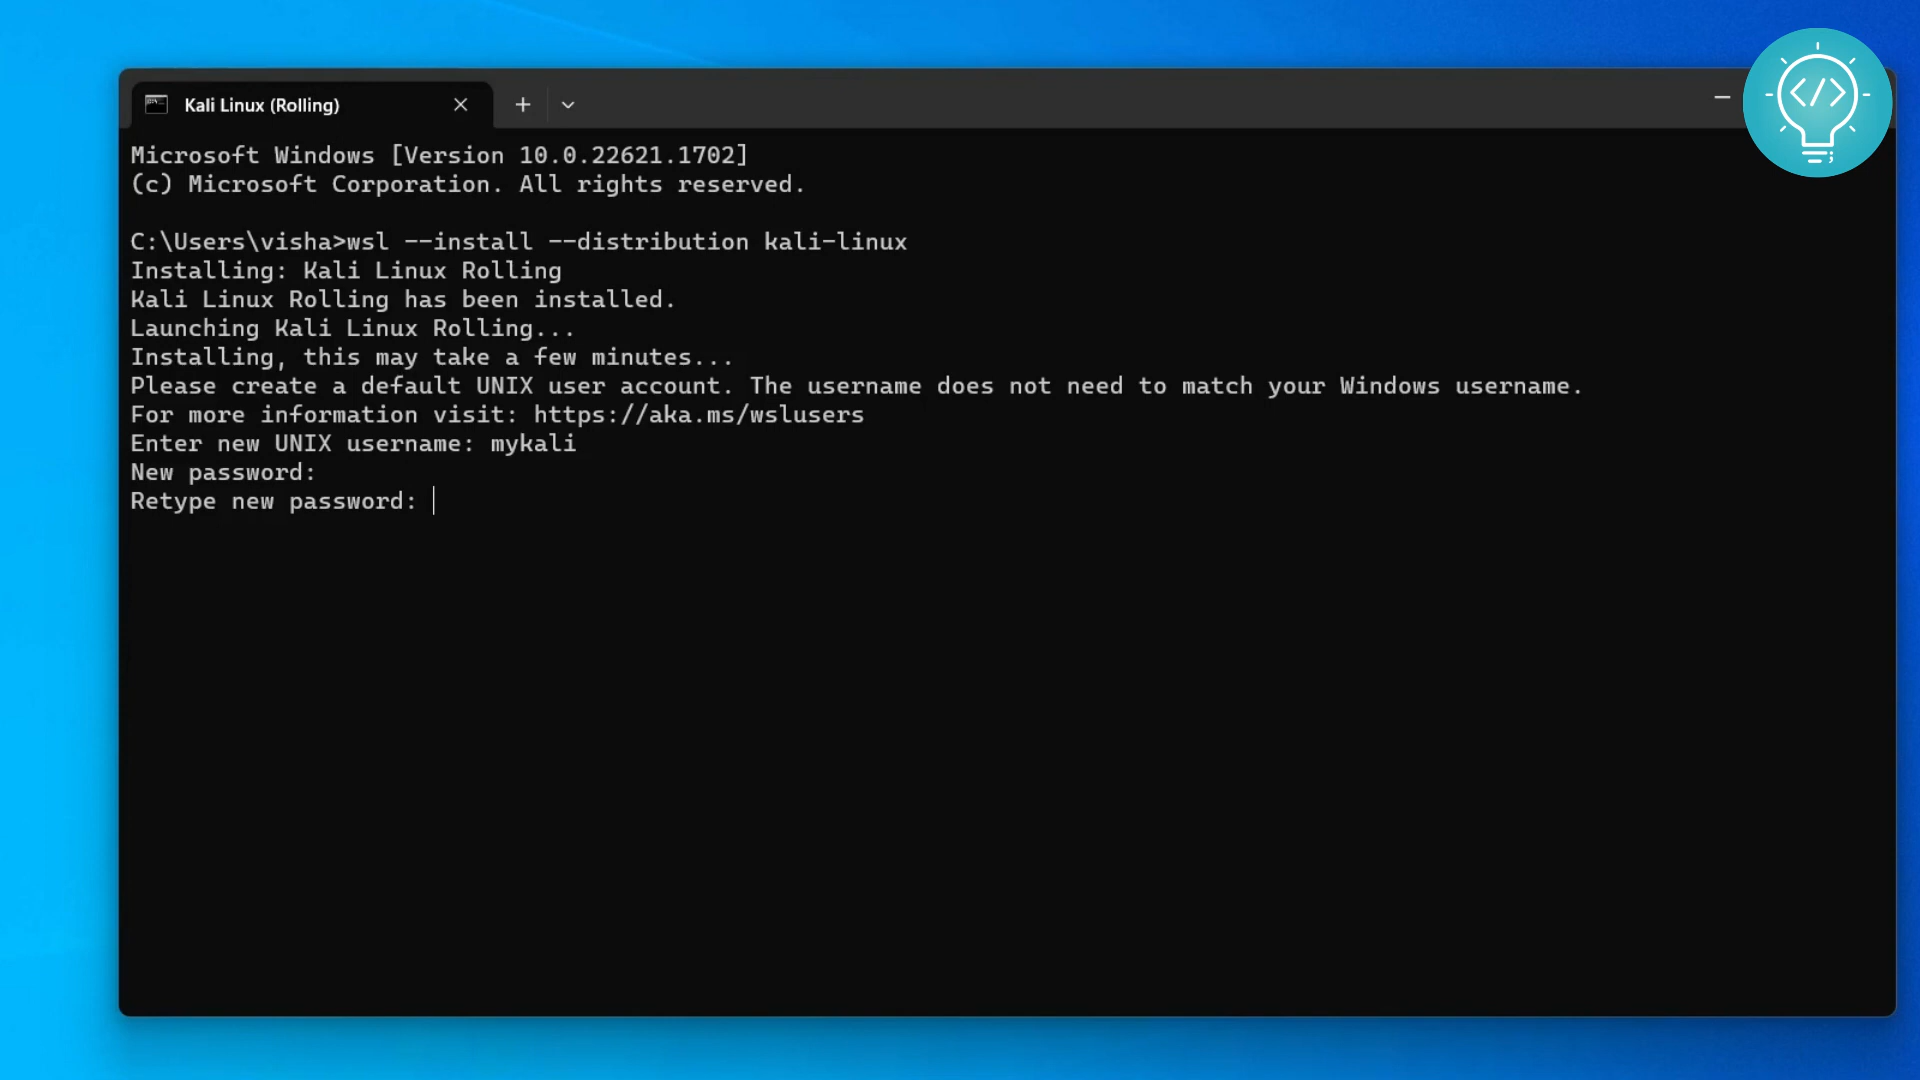 Kali Linux (Rolling)
Microsoft Windows [Version 10.0.22621.1702]
(c) Microsoft Corporation. All rights reserved.
C:\Users\visha>wsl --install --distribution kali-linux
Installing: Kali Linux Rolling
Kali Linux Rolling has been installed.
Launching Kali Linux Rolling...
Installing, this may take a few minutes...
Please create a default UNIX user account. The username does not need to match your Windows username.
For more information visit: https://aka.ms/wslusers
Enter new UNIX username: mykali
New password:
Retype new password: